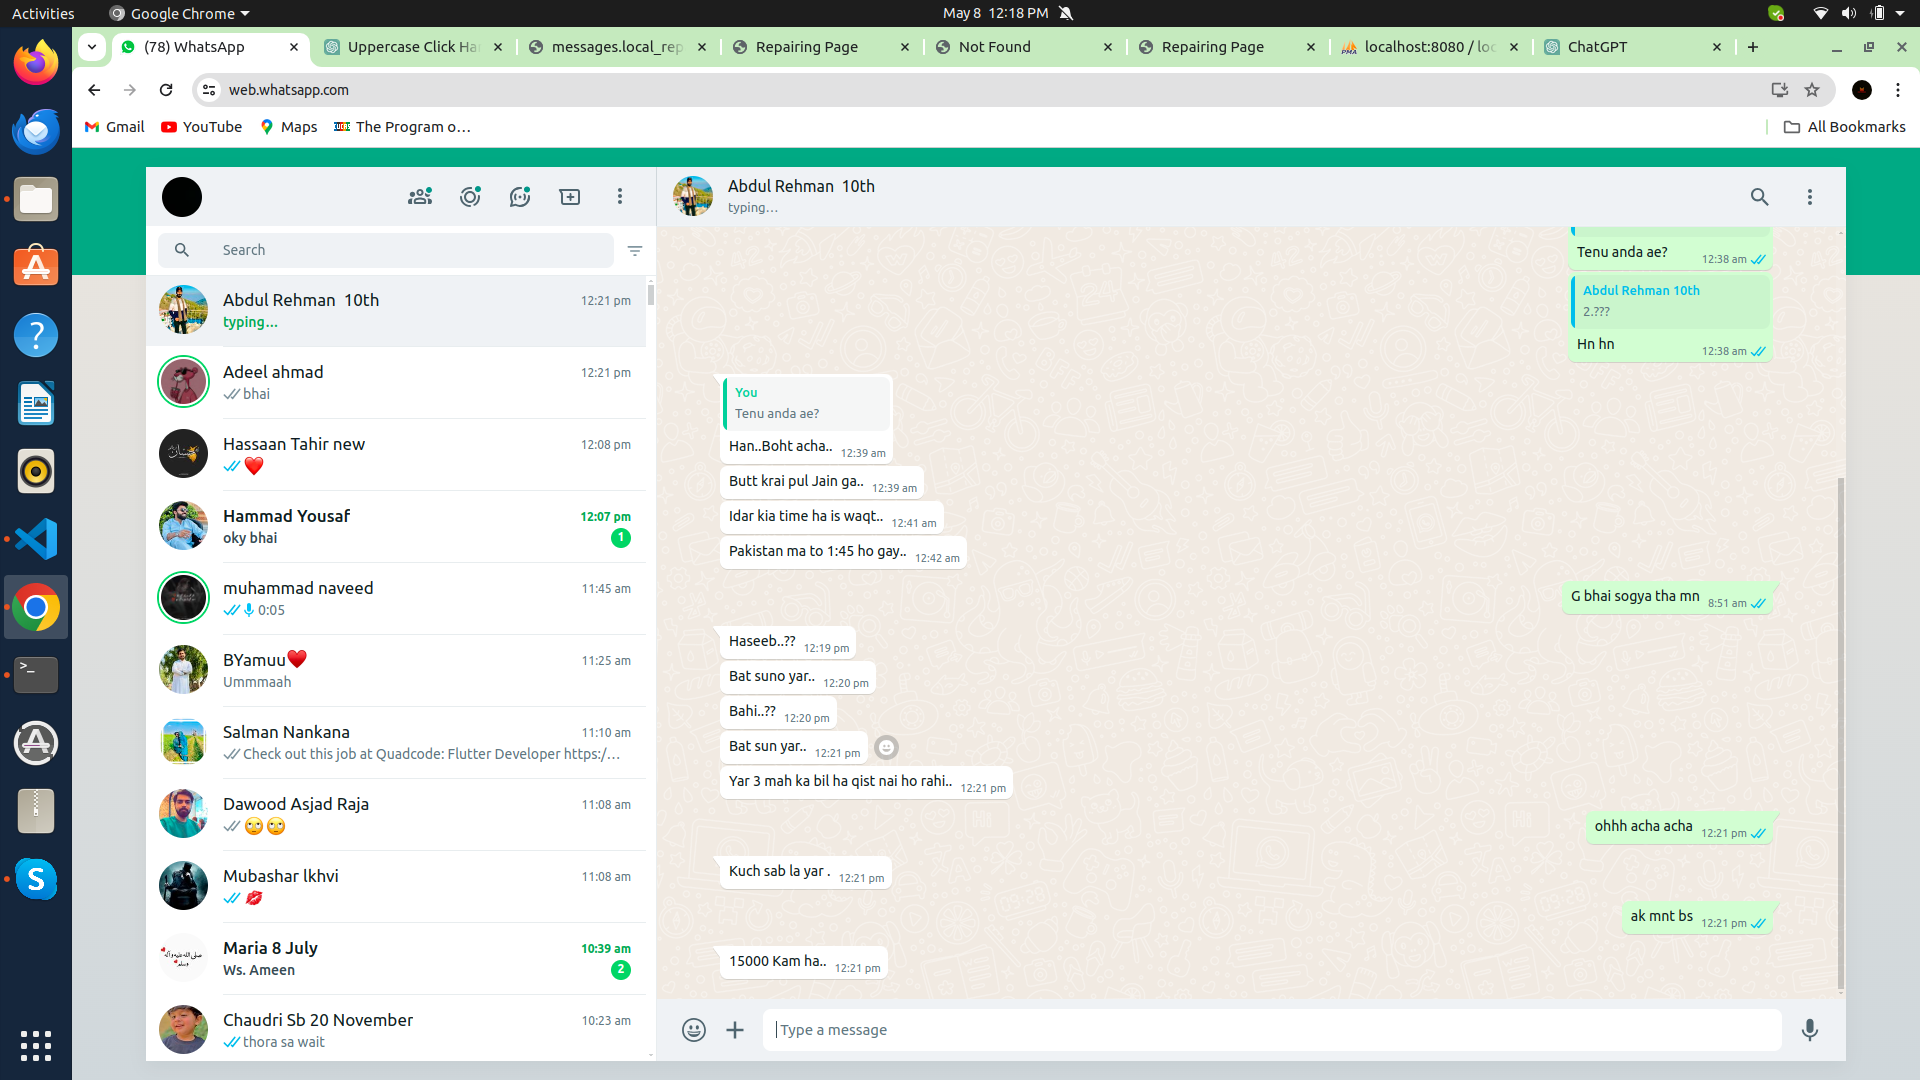 Activities
Google Chrome
May 8 12:18 PM
(78) WhatsApp
Uppercase Click Ha
messages.local_rep
Repairing Page
Not Found
Repairing Page
localhost:8080 / loc
ChatGPT
web.whatsapp.com
Gmail
YouTube
Maps
The Program o…
All Bookmarks
Search
Abdul Rehman 10th
12:21 pm
typing…
Adeel ahmad
12:21 pm
bhai
Hassaan Tahir new
12:08 pm
Hammad Yousaf
12:07 pm
oky bhai
1
muhammad naveed
11:45 am
0:05
BYamuu❤️
11:25 am
Ummmaah
Salman Nankana
11:10 am
Check out this job at Quadcode: Flutter Developer https:/…
Dawood Asjad Raja
11:08 am
🙄🙄
Mubashar lkhvi
11:08 am
💋
Maria 8 July
10:39 am
Ws. Ameen
2
Chaudri Sb 20 November
10:23 am
thora sa wait
Abdul Rehman 10th
typing…
Tenu anda ae?
12:38 am
Abdul Rehman 10th
2.???
Hn hn
12:38 am
You
Tenu anda ae?
Han..Boht acha..
12:39 am
Butt krai pul Jain ga..
12:39 am
Idar kia time ha is waqt..
12:41 am
Pakistan ma to 1:45 ho gay..
12:42 am
G bhai sogya tha mn
8:51 am
Haseeb..??
12:19 pm
Bat suno yar..
12:20 pm
Bahi..??
12:20 pm
Bat sun yar..
12:21 pm
Yar 3 mah ka bil ha qist nai ho rahi..
12:21 pm
ohhh acha acha
12:21 pm
Kuch sab la yar .
12:21 pm
ak mnt bs
12:21 pm
15000 Kam ha..
12:21 pm
Type a message